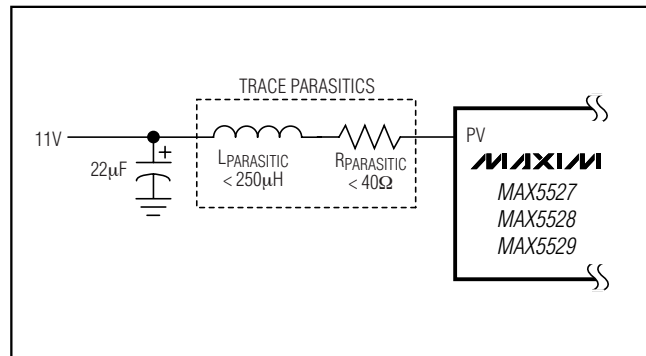 TRACE PARASITICS
11V
+
22μF
LPARASITIC
< 250μH
RPARASITIC
< 40Ω
PV
MAXIM
MAX5527
MAX5528
MAX5529